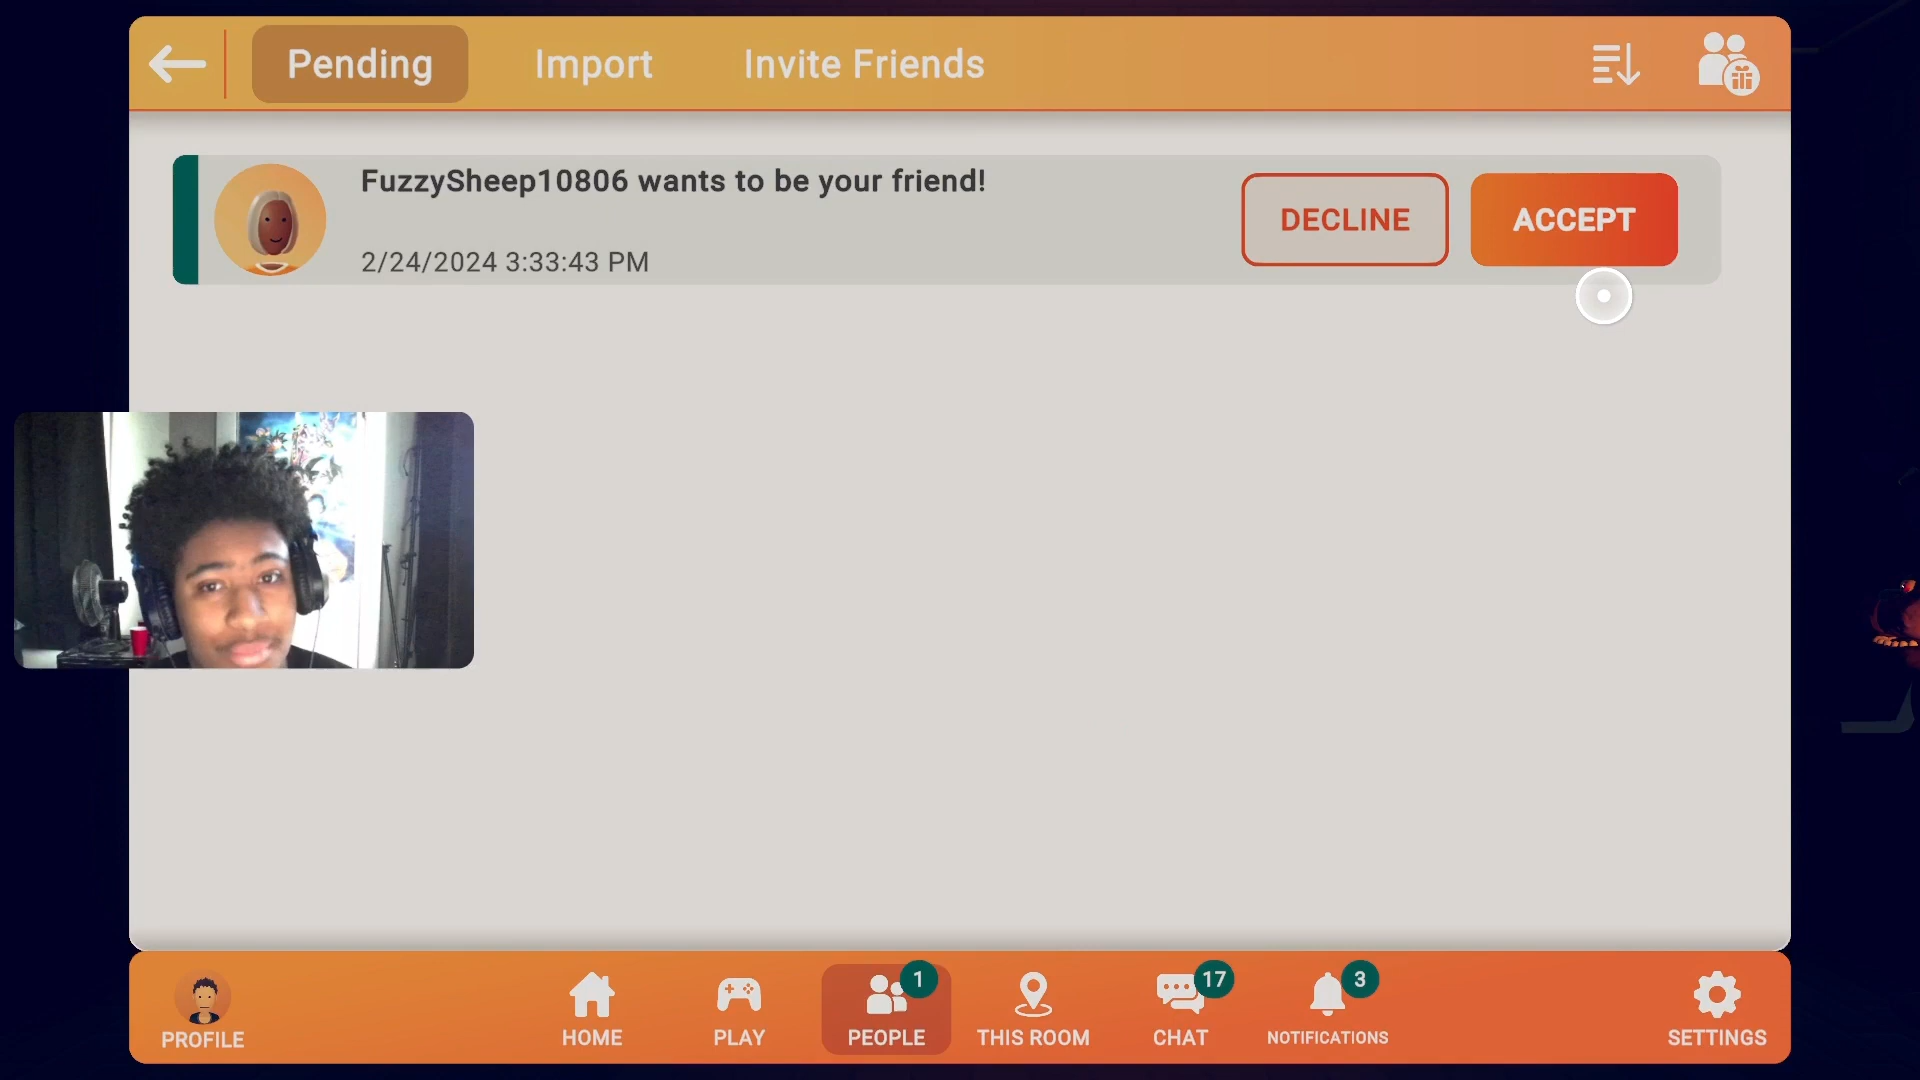 Pending
Import
Invite Friends
FuzzySheep10806 wants to be your friend!
2/24/2024 3:33:43 PM
DECLINE
ACCEPT
1
17
3
PROFILE
HOME
PLAY
PEOPLE
THIS ROOM
CHAT
NOTIFICATIONS
SETTINGS